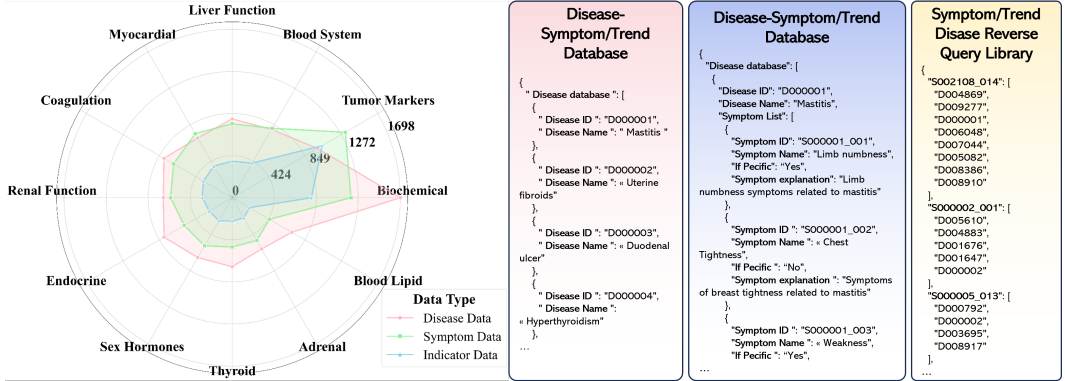 Liver Function
Myocardial
Blood System
Coagulation
Tumor Markers
1698
1272
849
424
0
Renal Function
Biochemical
Endocrine
Blood Lipid
Sex Hormones
Adrenal
Thyroid
Data Type
Disease Data
Symptom Data
Indicator Data
Disease-
Symptom/Trend
Database
{
" Disease database ": [
{
" Disease ID ": "D000001",
" Disease Name ": " Mastitis "
},
{
" Disease ID ": "D000002",
" Disease Name ": « Uterine
fibroids"
},
{
" Disease ID ": "D000003",
" Disease Name ": « Duodenal
ulcer"
},
{
" Disease ID ": "D000004",
" Disease Name ":
« Hyperthyroidism"
},
...
Disease-Symptom/Trend
Database
{
"Disease database": [
{
"Disease ID": "D000001",
"Disease Name": "Mastitis",
"Symptom List": [
{
"Symptom ID": "S000001_001",
"Symptom Name": "Limb numbness",
"If Pecific": "Yes",
"Symptom explanation": "Limb
numbness symptoms related to mastitis"
},
{
"Symptom ID ": "S000001_002",
"Symptom Name ": « Chest
Tightness",
"If Pecific ": "No",
"Symptom explanation ": "Symptoms
of breast tightness related to mastitis"
},
{
"Symptom ID ": "S000001_003",
"Symptom Name ": « Weakness",
"If Pecific ": "Yes",
...
Symptom/Trend
Disase Reverse
Query Library
{
"S002108_014": [
"D004869",
"D009277",
"D000001",
"D006048",
"D007044",
"D005082",
"D008386",
"D008910"
],
"S000002_001": [
"D005610",
"D004883",
"D001676",
"D001647",
"D000002"
],
"S000005_013": [
"D000792",
"D000002",
"D003695",
"D008917"
],
...